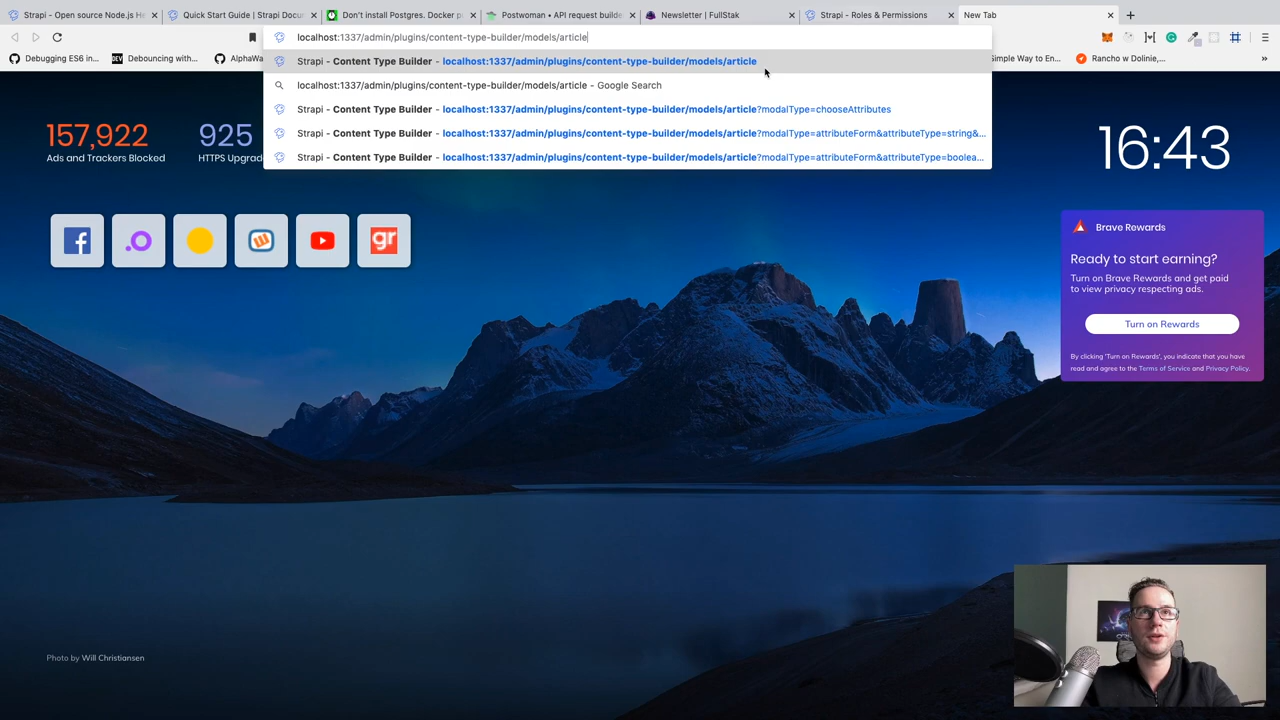 Strapi - Open source Node.js He
Quick Start Guide | Strapi Docu
Don't install Postgres. Docker p
Postwoman • API request builde
Newsletter | FullStak
Strapi - Roles & Permissions
New Tab
localhost:1337/admin/plugins/content-type-builder/models/article
Debugging ES6 in...
Debouncing with...
AlphaWa
imple Way to En...
Rancho w Dolinie,...
Strapi - Content Type Builder - localhost:1337/admin/plugins/content-type-builder/models/article
localhost:1337/admin/plugins/content-type-builder/models/article - Google Search
Strapi - Content Type Builder - localhost:1337/admin/plugins/content-type-builder/models/article?modalType=chooseAttributes
Strapi - Content Type Builder - localhost:1337/admin/plugins/content-type-builder/models/article?modalType=attributeForm&attributeType=string&...
Strapi - Content Type Builder - localhost:1337/admin/plugins/content-type-builder/models/article?modalType=attributeForm&attributeType=boolea...
157,922
Ads and Trackers Blocked
925
HTTPS Upgrad
16:43
gr
Brave Rewards
Ready to start earning?
Turn on Brave Rewards and get paid
to view privacy respecting ads.
Turn on Rewards
By clicking 'Turn on Rewards', you indicate that you have
read and agree to the Terms of Service and Privacy Policy.
Photo by Will Christiansen